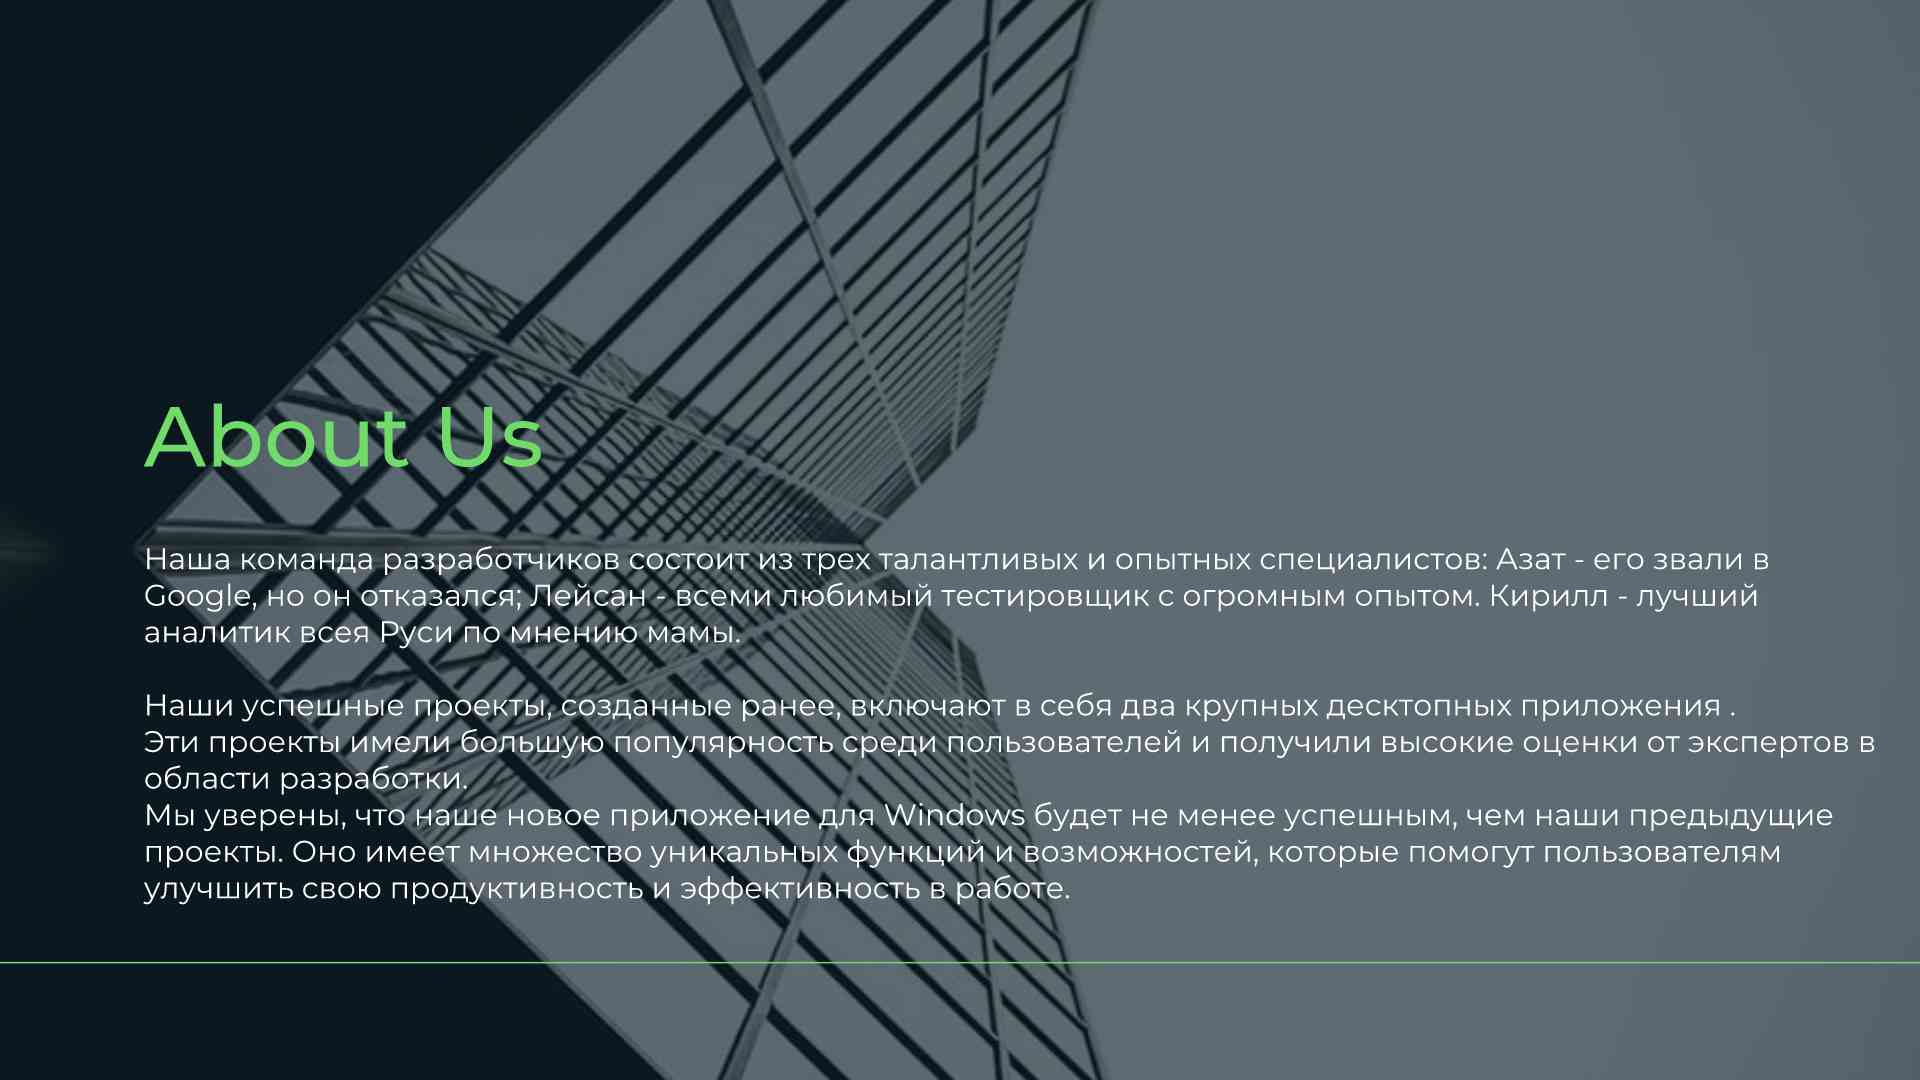 About Us
Наша команда разработчиков состоит из трех талантливых и опытных специалистов: Азат - его звали в
Google, но он отказался; Лейсан - всеми любимый тестировщик с огромным опытом. Кирилл - лучший
аналитик всея Руси по мнению мамы.
Наши успешные проекты, созданные ранее, включают в себя два крупных десктопных приложения .
Эти проекты имели большую популярность среди пользователей и получили высокие оценки от экспертов в
области разработки.
Мы уверены, что наше новое приложение для Windows будет не менее успешным, чем наши предыдущие
проекты. Оно имеет множество уникальных функций и возможностей, которые помогут пользователям
улучшить свою продуктивность и эффективность в работе.